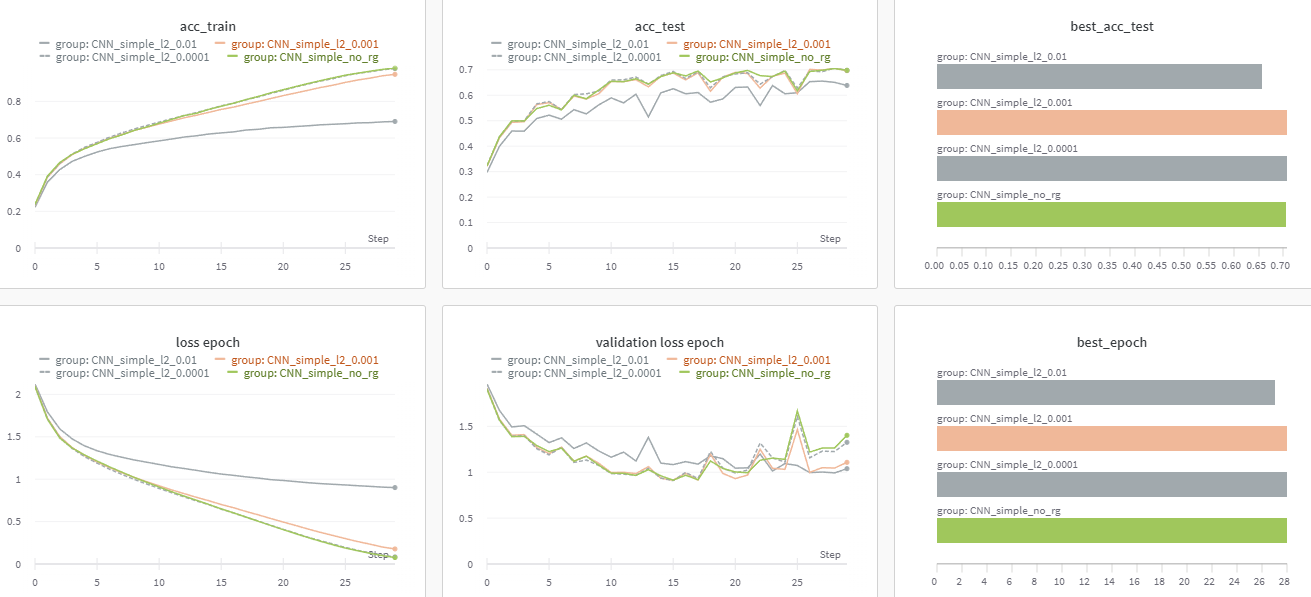 acc_train
group: CNN_simple_l2_0.01 group: CNN_simple_l2_0.001
group: CNN_simple_l2_0.0001 group: CNN_simple_no_rg
0.8
0.6
0.4
0.2
0
Step
0 5 10 15 20 25
acc_test
group: CNN_simple_l2_0.01 group: CNN_simple_l2_0.001
group: CNN_simple_l2_0.0001 group: CNN_simple_no_rg
0.7
0.6
0.5
0.4
0.3
0.2
0.1
0
Step
0 5 10 15 20 25
best_acc_test
group: CNN_simple_l2_0.01
group: CNN_simple_l2_0.001
group: CNN_simple_l2_0.0001
group: CNN_simple_no_rg
0.00 0.05 0.10 0.15 0.20 0.25 0.30 0.35 0.40 0.45 0.50 0.55 0.60 0.65 0.70
loss epoch
group: CNN_simple_l2_0.01 group: CNN_simple_l2_0.001
group: CNN_simple_l2_0.0001 group: CNN_simple_no_rg
2
1.5
1
0.5
0
Step
0 5 10 15 20 25
validation loss epoch
group: CNN_simple_l2_0.01 group: CNN_simple_l2_0.001
group: CNN_simple_l2_0.0001 group: CNN_simple_no_rg
1.5
1
0.5
0
Step
0 5 10 15 20 25
best_epoch
group: CNN_simple_l2_0.01
group: CNN_simple_l2_0.001
group: CNN_simple_l2_0.0001
group: CNN_simple_no_rg
0 2 4 6 8 10 12 14 16 18 20 22 24 26 28